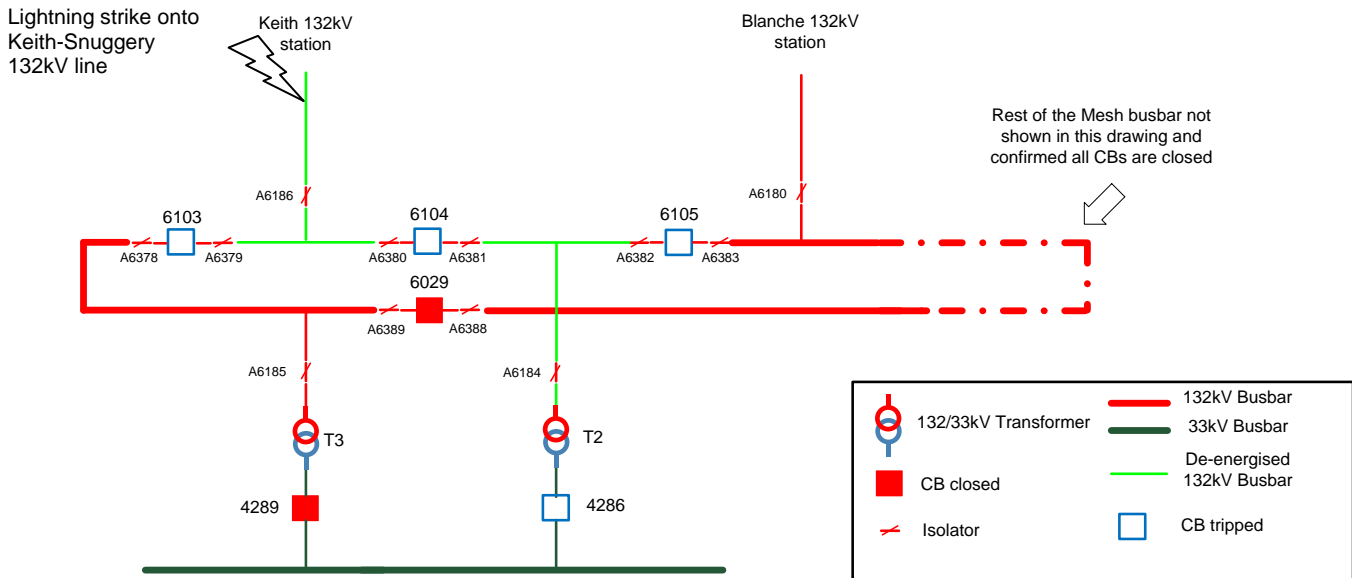 Lightning strike onto
Keith-Snuggery
132kV line
Keith 132kV
station
Blanche 132kV
station
Rest of the Mesh busbar not
shown in this drawing and
confirmed all CBs are closed
A6186
A6180
6103
6104
6105
A6378
A6379
A6380
A6381
A6382
A6383
6029
A6389
A6388
A6185
A6184
T3
T2
4289
4286
132/33kV Transformer
CB closed
Isolator
132kV Busbar
33kV Busbar
De-energised
132kV Busbar
CB tripped